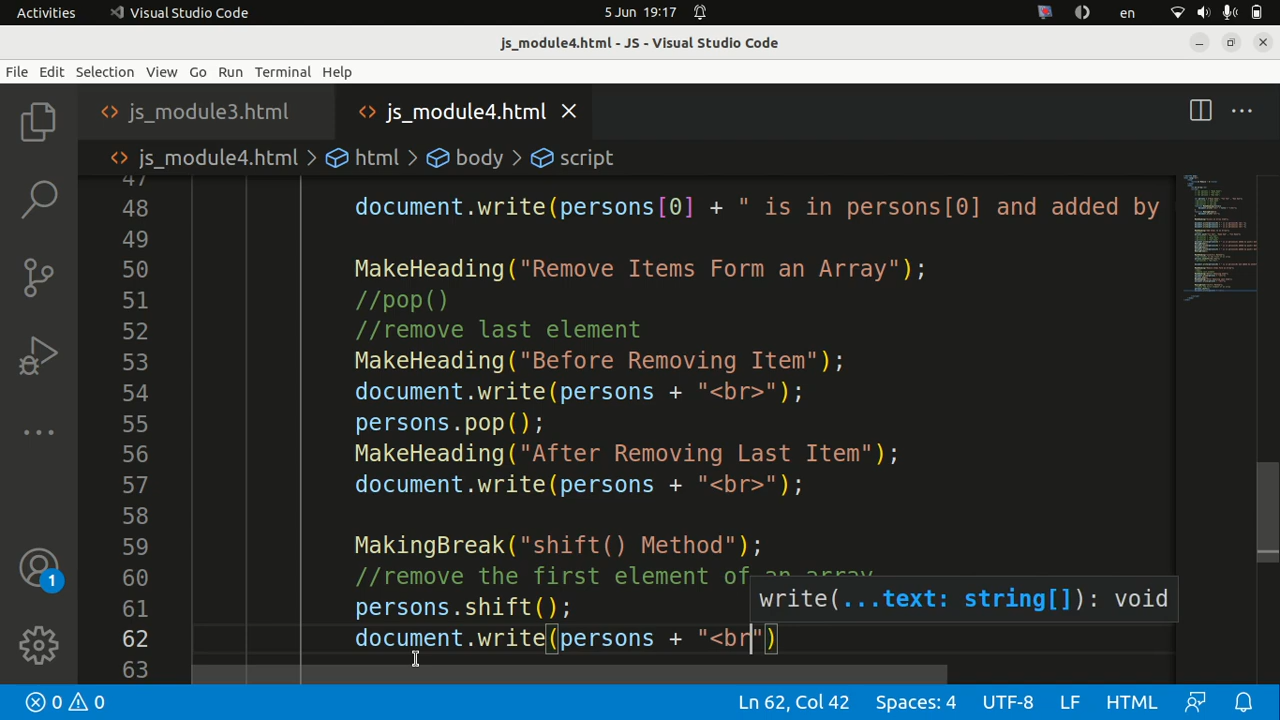 Activities Visual Studio Code 5 Jun 19:17 en
js_module4.html - JS - Visual Studio Code
File Edit Selection View Go Run Terminal Help
js_module3.html js_module4.html
js_module4.html > html > body > script
47
48 document.write(persons[0] + " is in persons[0] and added by
49
50 MakeHeading("Remove Items Form an Array");
51 //pop()
52 //remove last element
53 MakeHeading("Before Removing Item");
54 document.write(persons + "<br>");
55 persons.pop();
56 MakeHeading("After Removing Last Item");
57 document.write(persons + "<br>");
58
59 MakingBreak("shift() Method");
60 //remove the first element of an array
write(...text: string[]): void
61 persons.shift();
62 document.write(persons + "<br")
63
1
0 0 Ln 62, Col 42 Spaces: 4 UTF-8 LF HTML